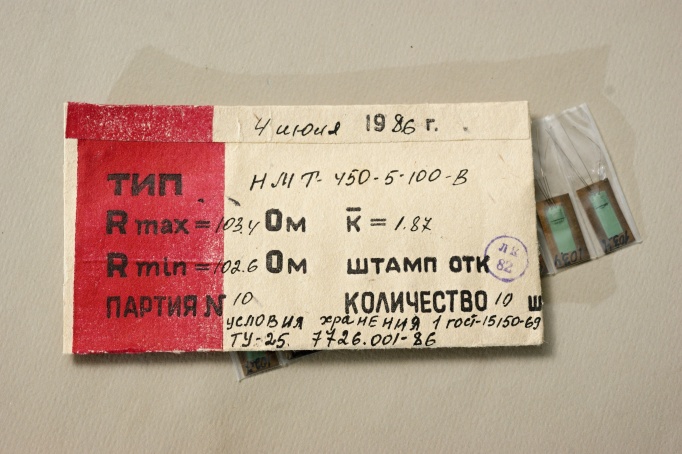 4 июня 1986 г.
ТИП НМТ-450-5-100-В
R max = 103.4 Ом K̅ = 1.87
R min = 102.6 Ом ШТАМП ОТК ЛК 82
ПАРТИЯ N 10 КОЛИЧЕСТВО 10 Ш
УСЛОВИЯ ХРАНЕНИЯ 1 ГОСТ-15150-69
ТУ-25. 7726.001-86